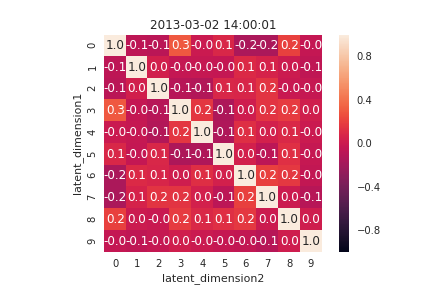 2013-03-02 14:00:01
0 1.0 -0.1 -0.1 0.3 -0.0 0.1 -0.2 -0.2 0.2 -0.0
1 -0.1 1.0 0.0 -0.0 -0.0 -0.0 0.1 0.1 0.0 -0.1
2 -0.1 0.0 1.0 -0.1 -0.1 0.1 0.1 0.2 -0.0 -0.0
3 0.3 -0.0 -0.1 1.0 0.2 -0.1 0.0 0.2 0.2 0.0
4 -0.0 -0.0 -0.1 0.2 1.0 -0.1 0.1 0.0 0.1 -0.0
5 0.1 -0.0 0.1 -0.1 -0.1 1.0 0.0 -0.1 0.1 -0.0
6 -0.2 0.1 0.1 0.0 0.1 0.0 1.0 0.2 0.2 -0.0
7 -0.2 0.1 0.2 0.2 0.0 -0.1 0.2 1.0 0.0 -0.1
8 0.2 0.0 -0.0 0.2 0.1 0.1 0.2 0.0 1.0 0.0
9 -0.0 -0.1 -0.0 0.0 -0.0 -0.0 -0.0 -0.1 0.0 1.0
0 1 2 3 4 5 6 7 8 9
latent_dimension2
latent_dimension1
0.8
0.4
0.0
-0.4
-0.8